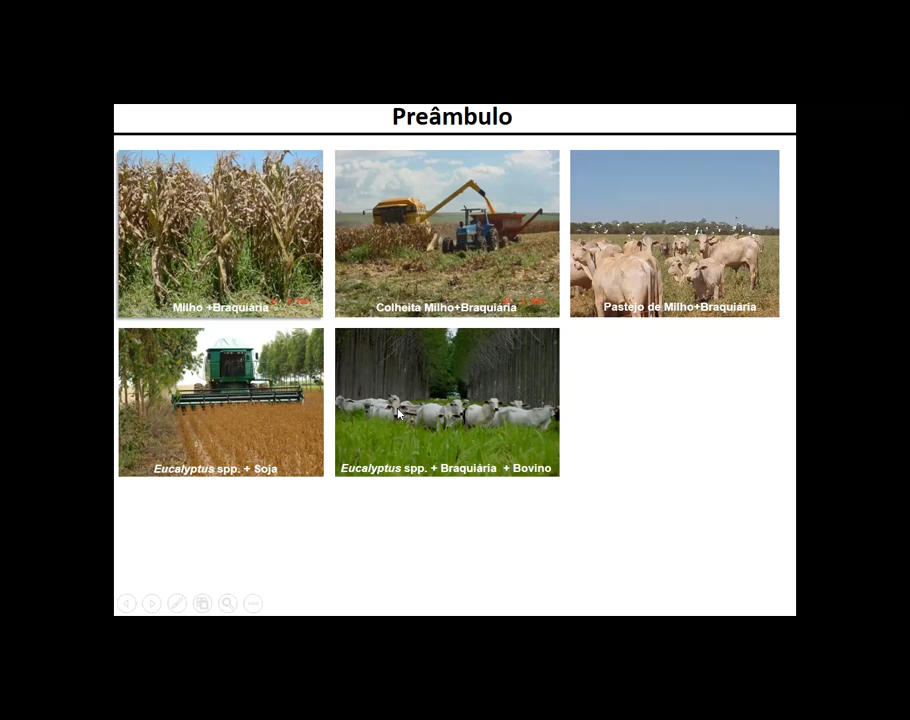 Preâmbulo
Milho +Braquiária
Colheita Milho+Braquiária
Pastejo de Milho+Braquiária
Eucalyptus spp. + Soja
Eucalyptus spp. + Braquiária + Bovino